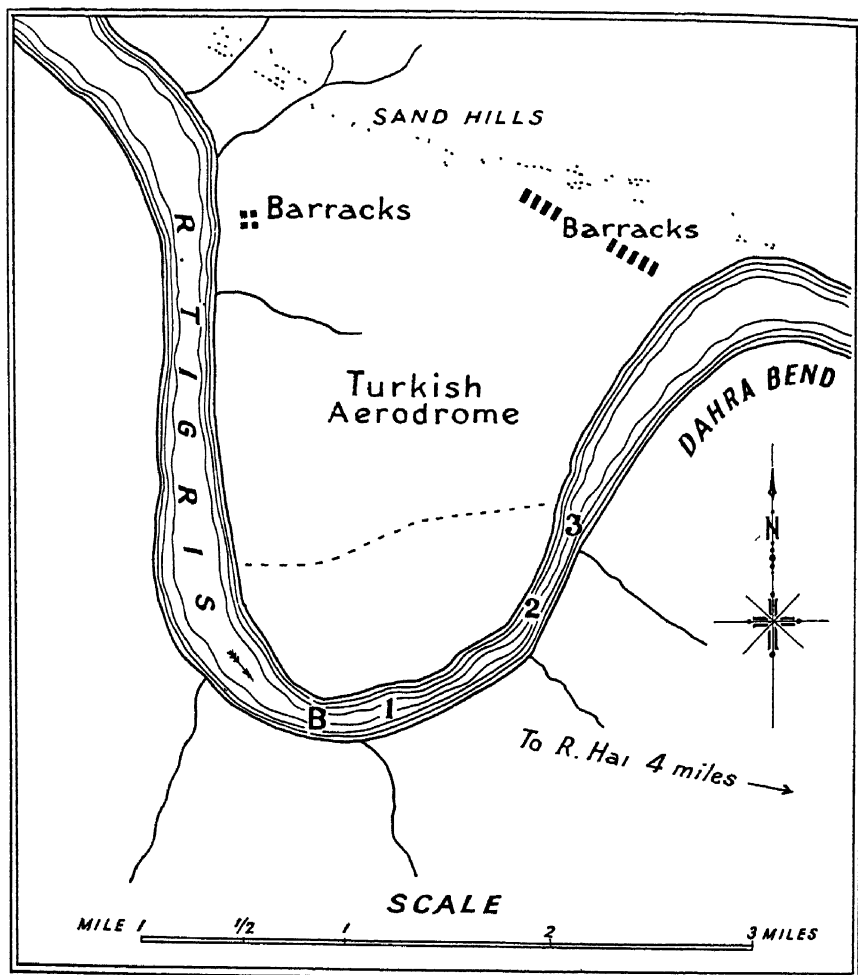 SAND HILLS
Barracks
Barracks
R. TIGRIS
Turkish
Aerodrome
DAHRA BEND
3
N
2
B 1
To R. Hai 4 miles
SCALE
MILE 1 1/2 1 2 3 MILES